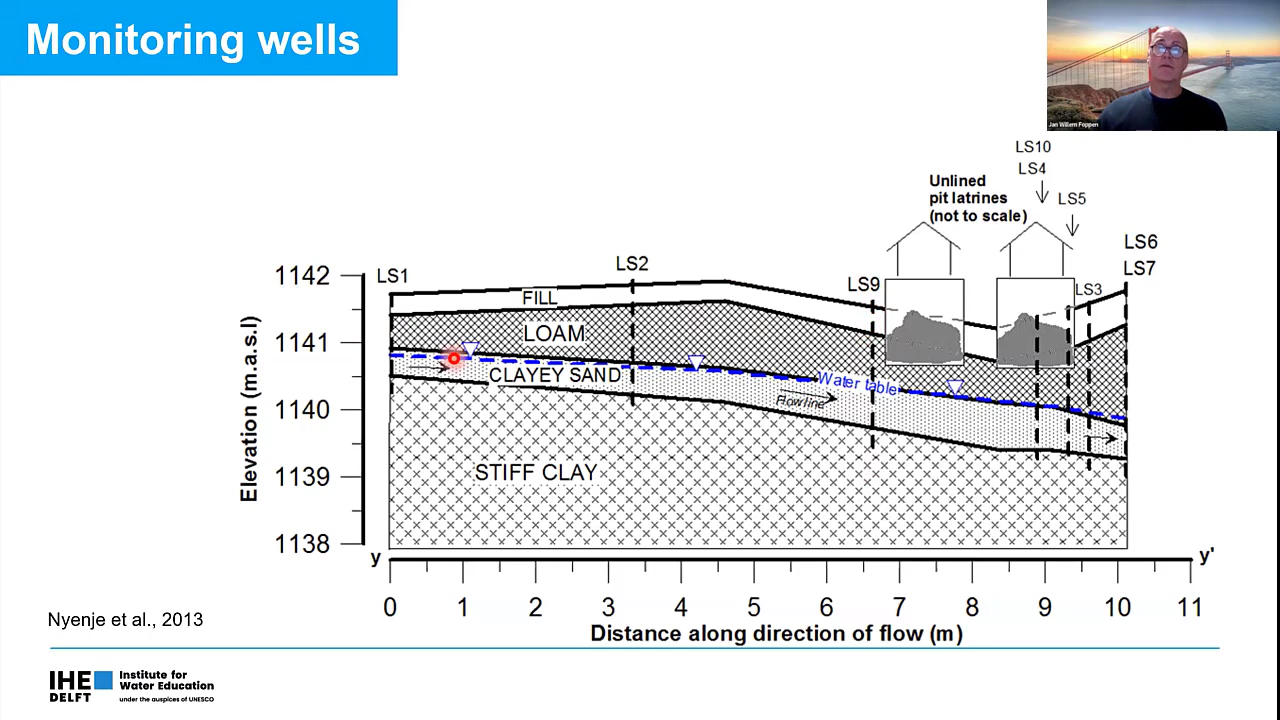 Monitoring wells
Jan Willem Foppen
LS10
LS4
LS5
Unlined
pit latrines
(not to scale)
LS6
LS7
LS1
LS2
LS9
LS3
1142
1141
1140
1139
1138
Elevation (m.a.s.l)
FILL
LOAM
CLAYEY SAND
Water table
Flow line
STIFF CLAY
y
y'
0 1 2 3 4 5 6 7 8 9 10 11
Distance along direction of flow (m)
Nyenje et al., 2013
IHE
DELFT
Institute for
Water Education
under the auspices of UNESCO